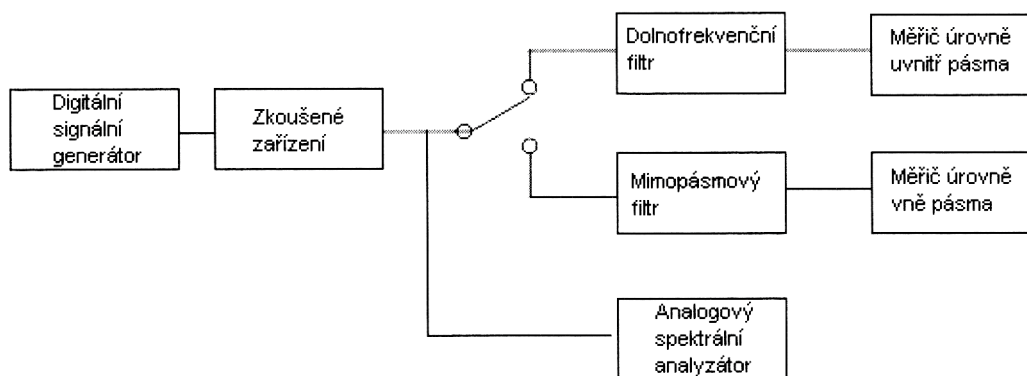 Digitální
signální
generátor
Zkoušené
zařízení
Dolnofrekvenční
filtr
Měřič úrovně
uvnitř pásma
Mimopásmový
filtr
Měřič úrovně
vně pásma
Analogový
spektrální
analyzátor